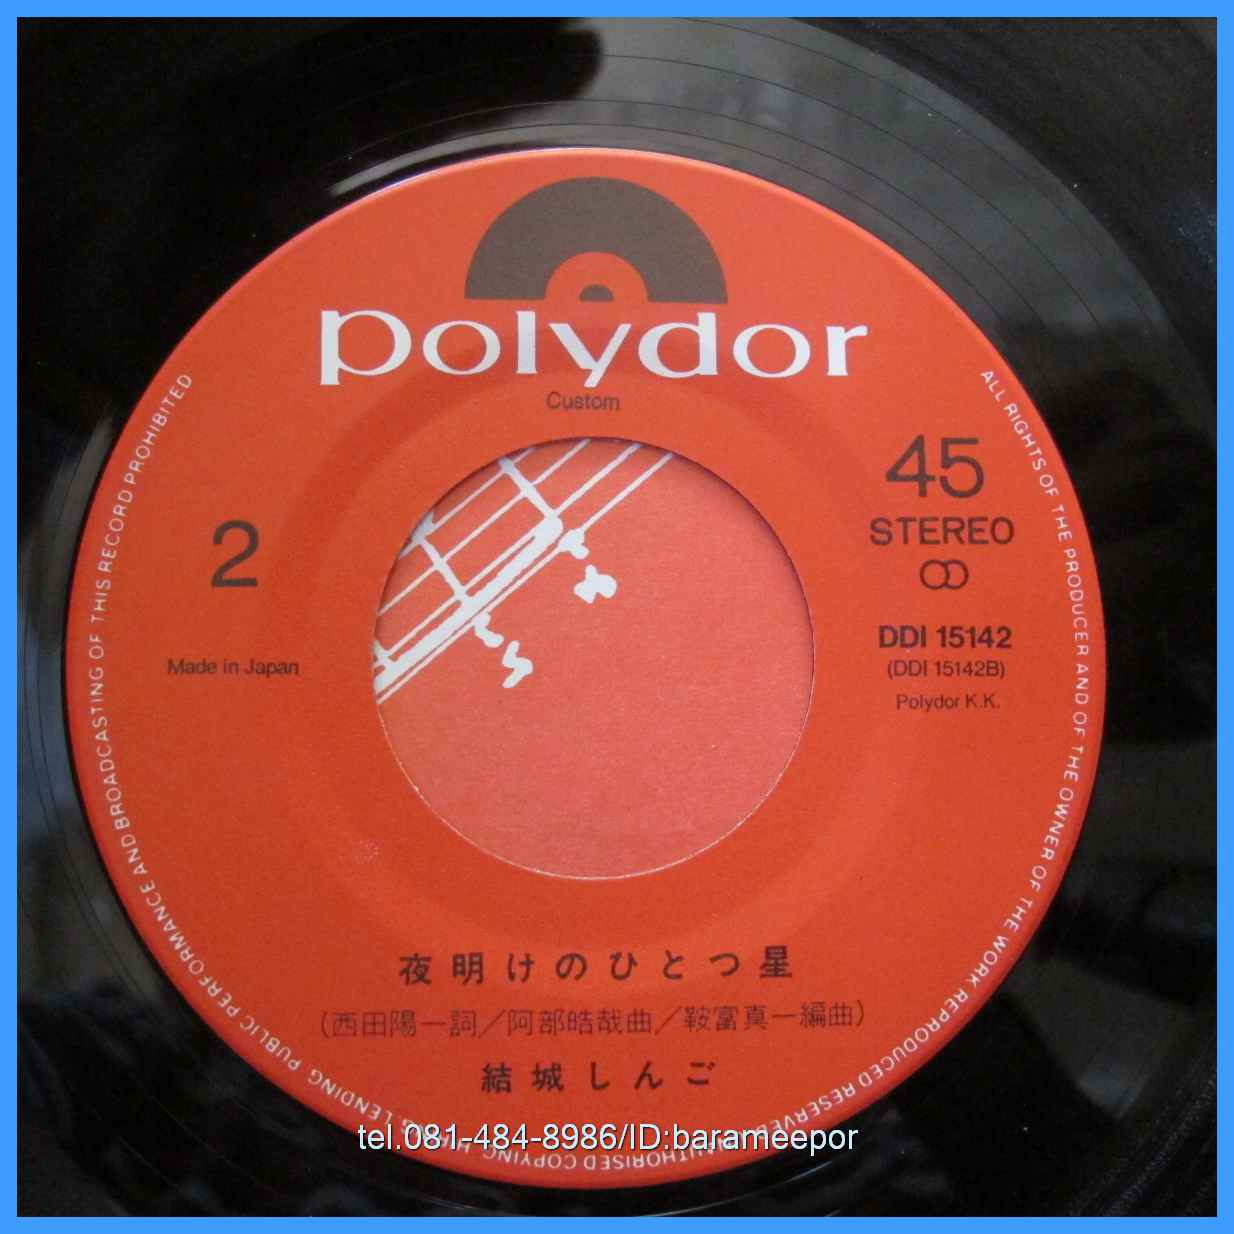 polydor
Custom
45
STEREO
2
DDI 15142
(DDI 15142B)
Made in Japan
Polydor K.K.
夜明けのひとつ星
(西田陽一詞/阿部皓哉曲/鞍富真一編曲)
結城しんご
ALL RIGHTS OF THE PRODUCER AND OF THE OWNER OF THE WORK REPRODUCED RESERVED. UNAUTHORISED COPYING, LENDING, PUBLIC PERFORMANCE AND BROADCASTING OF THIS RECORD PROHIBITED
tel.081-484-8986/ID:barameepor